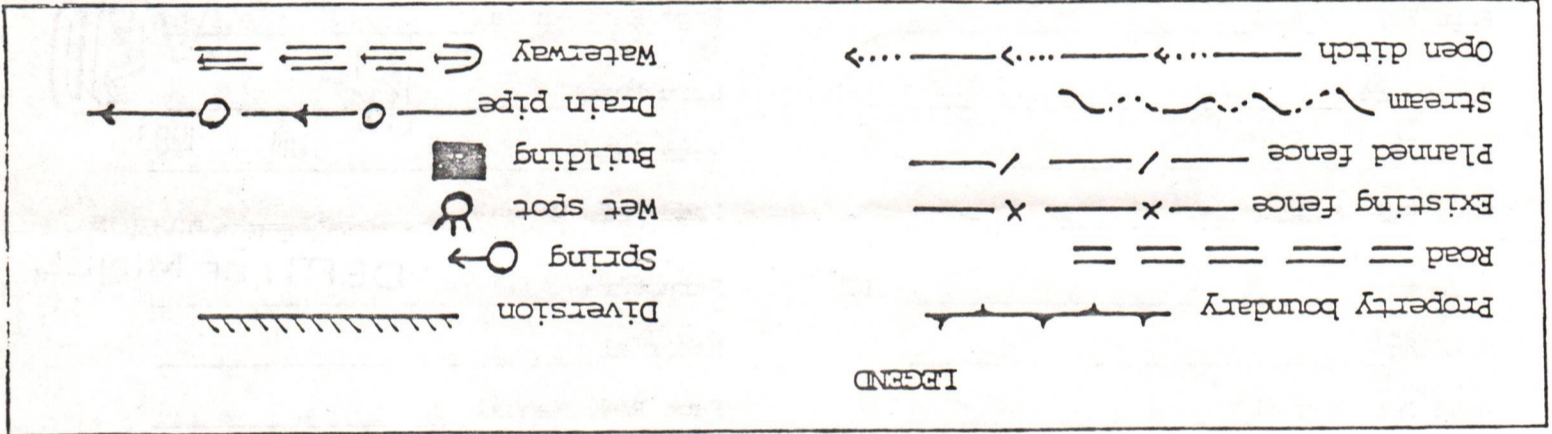 LEGEND
Property boundary
Road
Existing fence
Planned fence
Stream
Open ditch
Diversion
Spring
Wet spot
Building
Drain pipe
Waterway